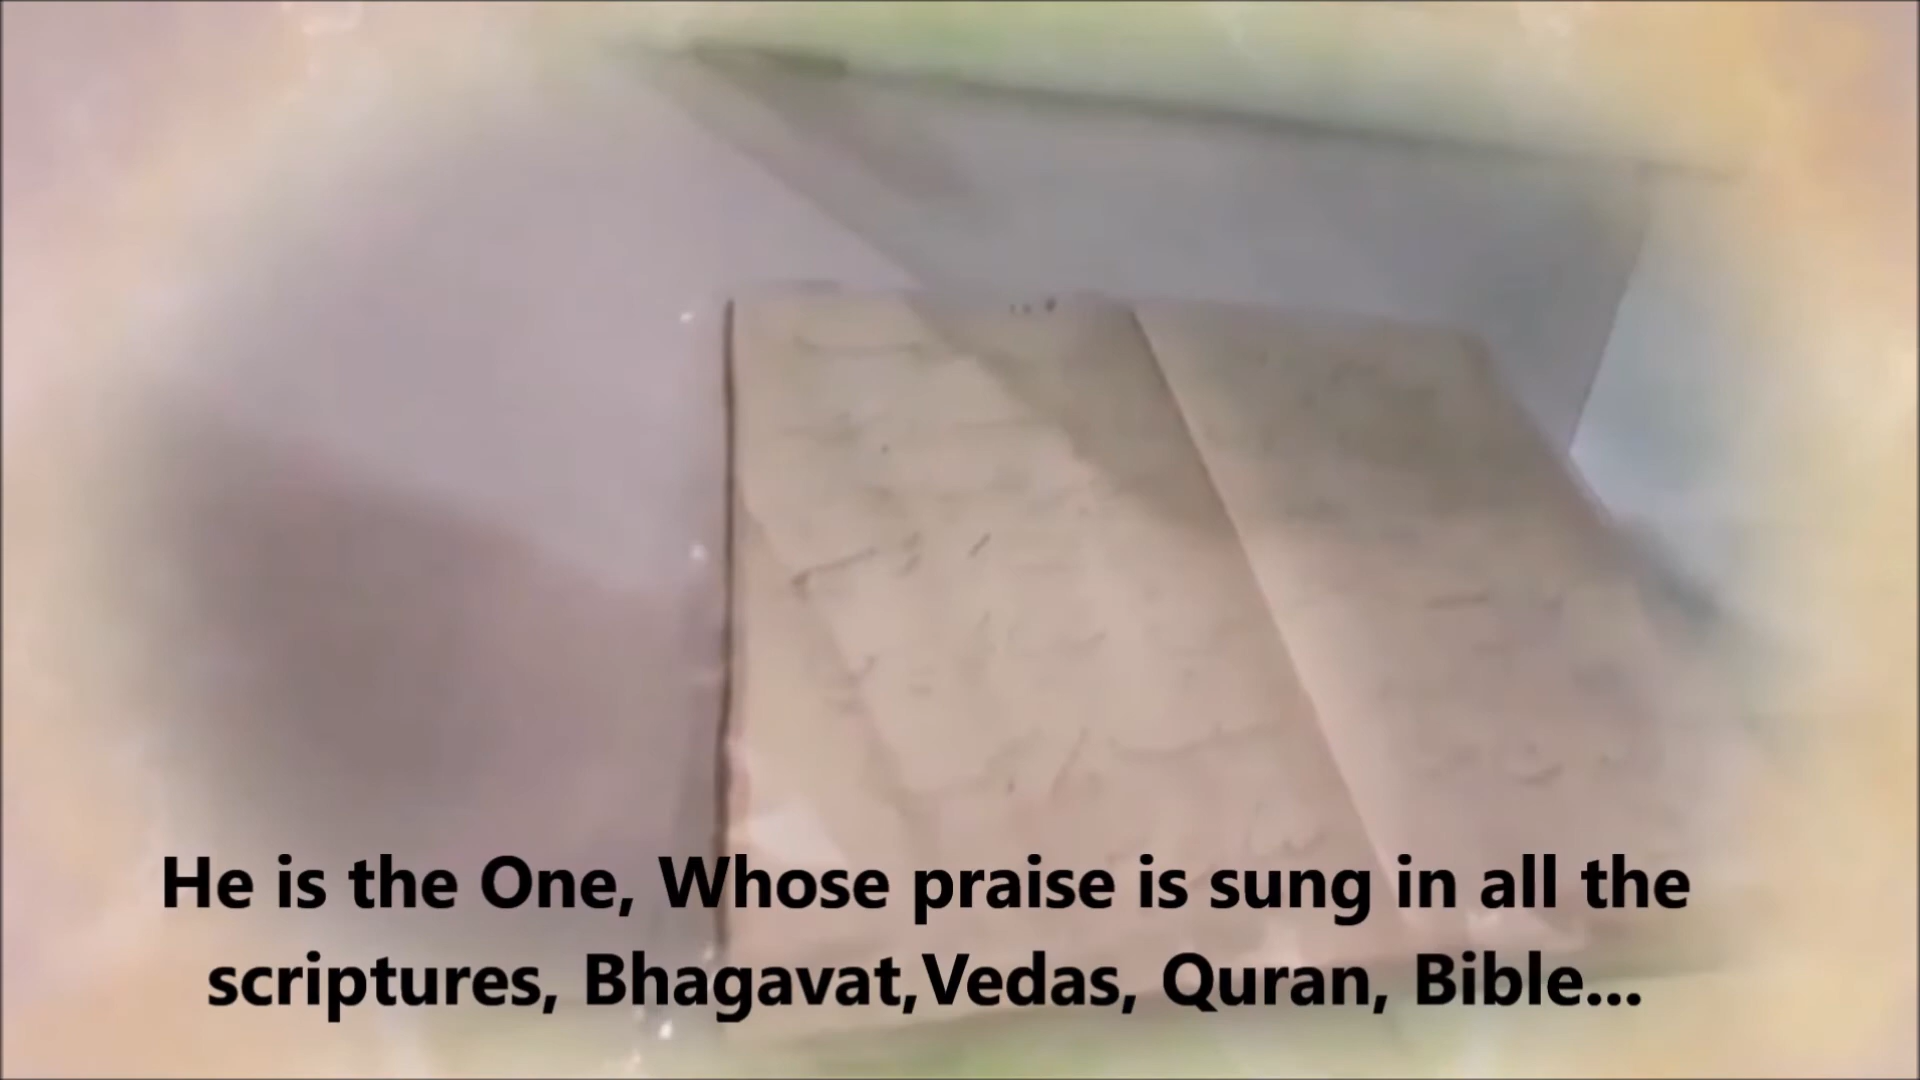 He is the One, Whose praise is sung in all the
scriptures, Bhagavat,Vedas, Quran, Bible...